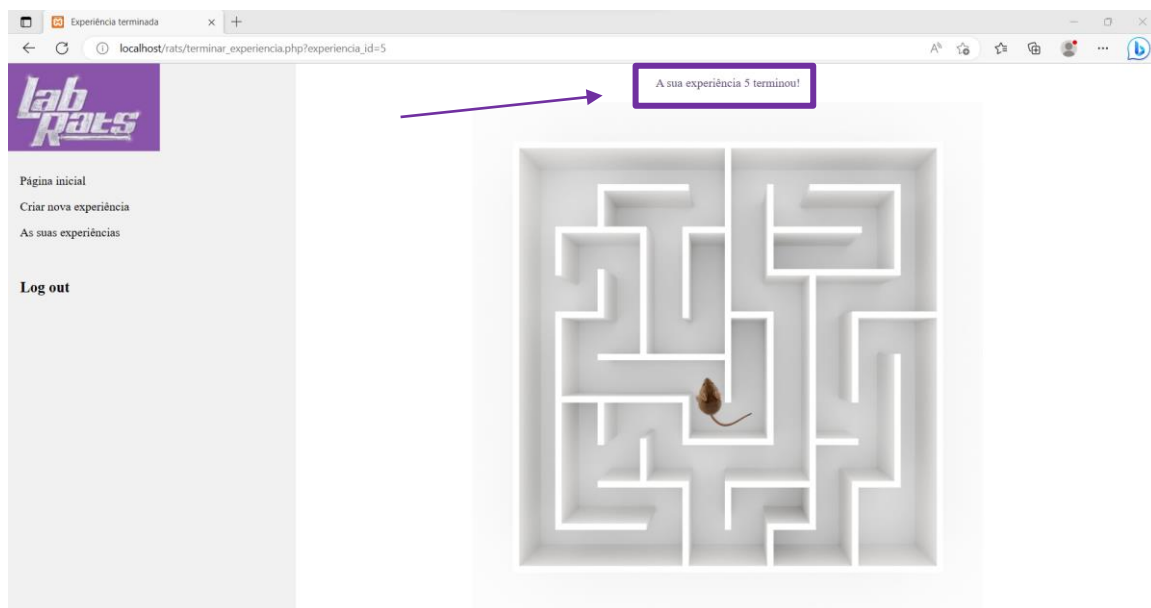 Experiência terminada
localhost/rats/terminar_experiencia.php?experiencia_id=5
lab
Rats
A sua experiência 5 terminou!
Página inicial
Criar nova experiência
As suas experiências
Log out